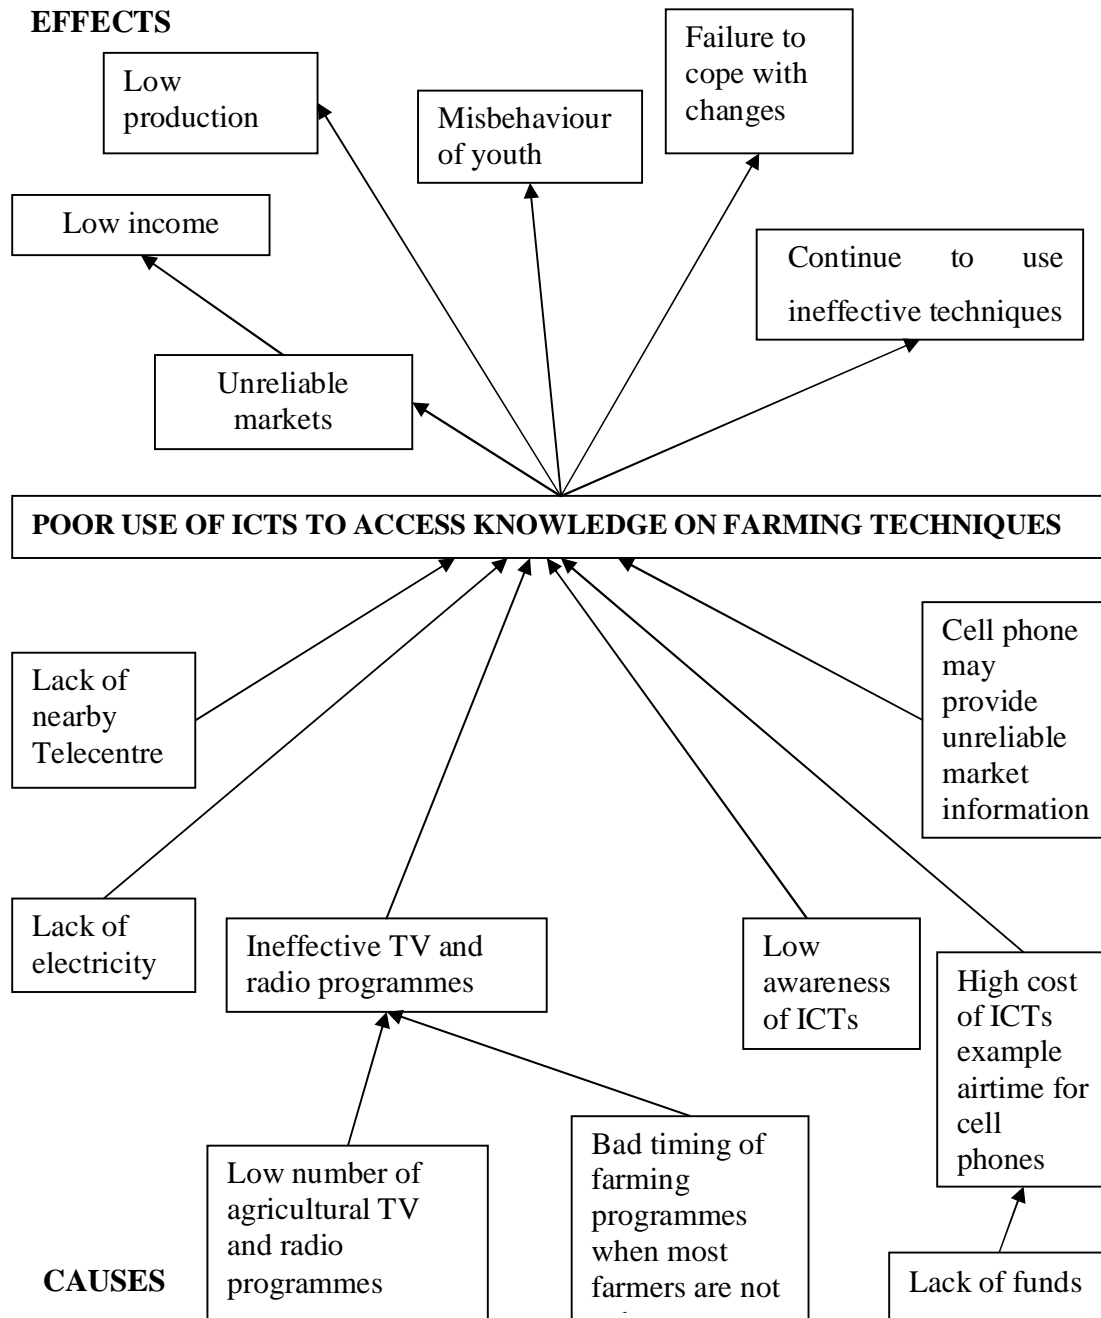 EFFECTS
Low
production
Misbehaviour
of youth
Failure to
cope with
changes
Low income
Continue to use
ineffective techniques
Unreliable
markets
POOR USE OF ICTS TO ACCESS KNOWLEDGE ON FARMING TECHNIQUES
Lack of
nearby
Telecentre
Cell phone
may
provide
unreliable
market
information
Lack of
electricity
Ineffective TV and
radio programmes
Low
awareness
of ICTs
High cost
of ICTs
example
airtime for
cell
phones
Low number of
agricultural TV
and radio
programmes
Bad timing of
farming
programmes
when most
farmers are not
Lack of funds
CAUSES